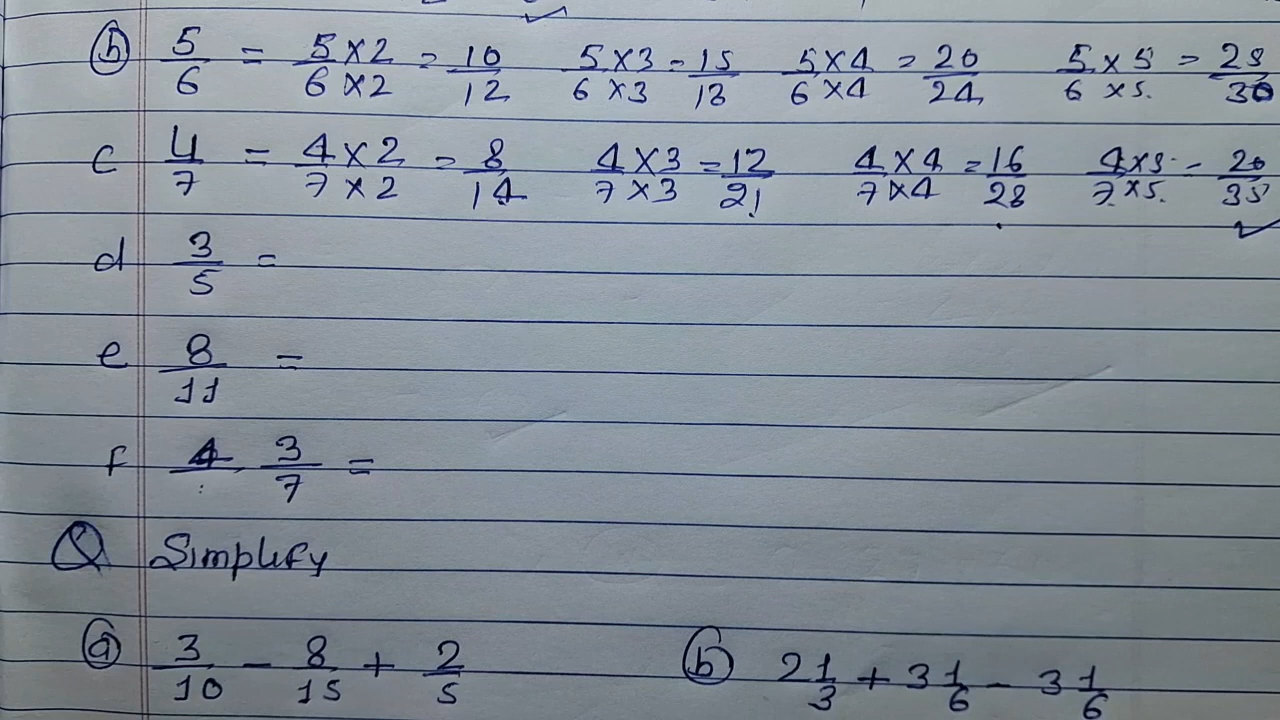 (b) 5/6 = 5×2/6×2 = 10/12 5×3/6×3 = 15/18 5×4/6×4 = 20/24 5×5/6×5 = 25/30
c 4/7 = 4×2/7×2 = 8/14 4×3/7×3 = 12/21 4×4/7×4 = 16/28 4×5/7×5 = 20/35
d 3/5 =
e 8/11 =
f 3/7 =
Q Simplify
(a) 3/10 - 8/15 + 2/5 (b) 2 1/3 + 3 1/6 - 3 1/6